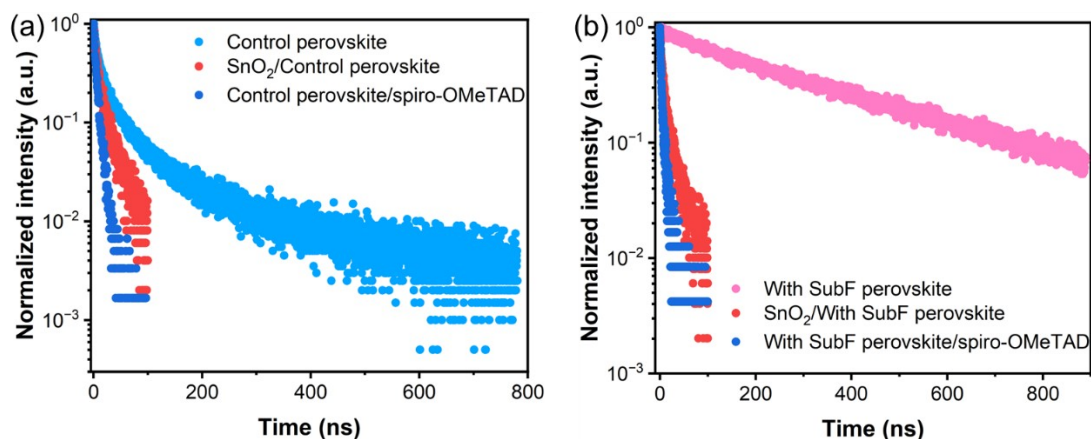 (a)
Normalized intensity (a.u.)
10⁰
10⁻¹
10⁻²
10⁻³
Control perovskite
SnO₂/Control perovskite
Control perovskite/spiro-OMeTAD
0 200 400 600 800
Time (ns)
(b)
Normalized intensity (a.u.)
10⁰
10⁻¹
10⁻²
10⁻³
With SubF perovskite
SnO₂/With SubF perovskite
With SubF perovskite/spiro-OMeTAD
0 200 400 600 800
Time (ns)